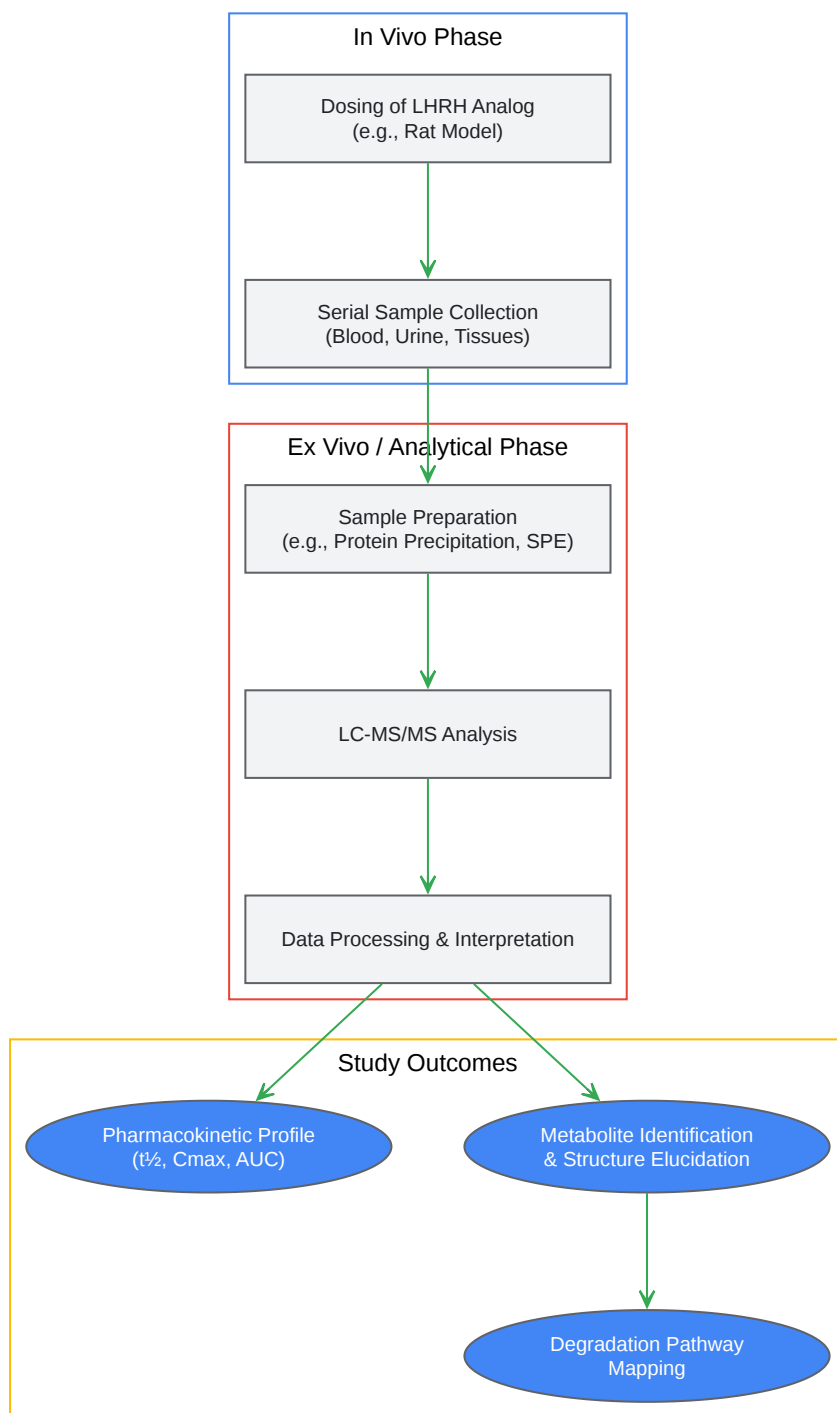 In Vivo Phase
Dosing of LHRH Analog
(e.g., Rat Model)
Serial Sample Collection
(Blood, Urine, Tissues)
Ex Vivo / Analytical Phase
Sample Preparation
(e.g., Protein Precipitation, SPE)
LC-MS/MS Analysis
Data Processing & Interpretation
Study Outcomes
Pharmacokinetic Profile
(t½, Cmax, AUC)
Metabolite Identification
& Structure Elucidation
Degradation Pathway
Mapping